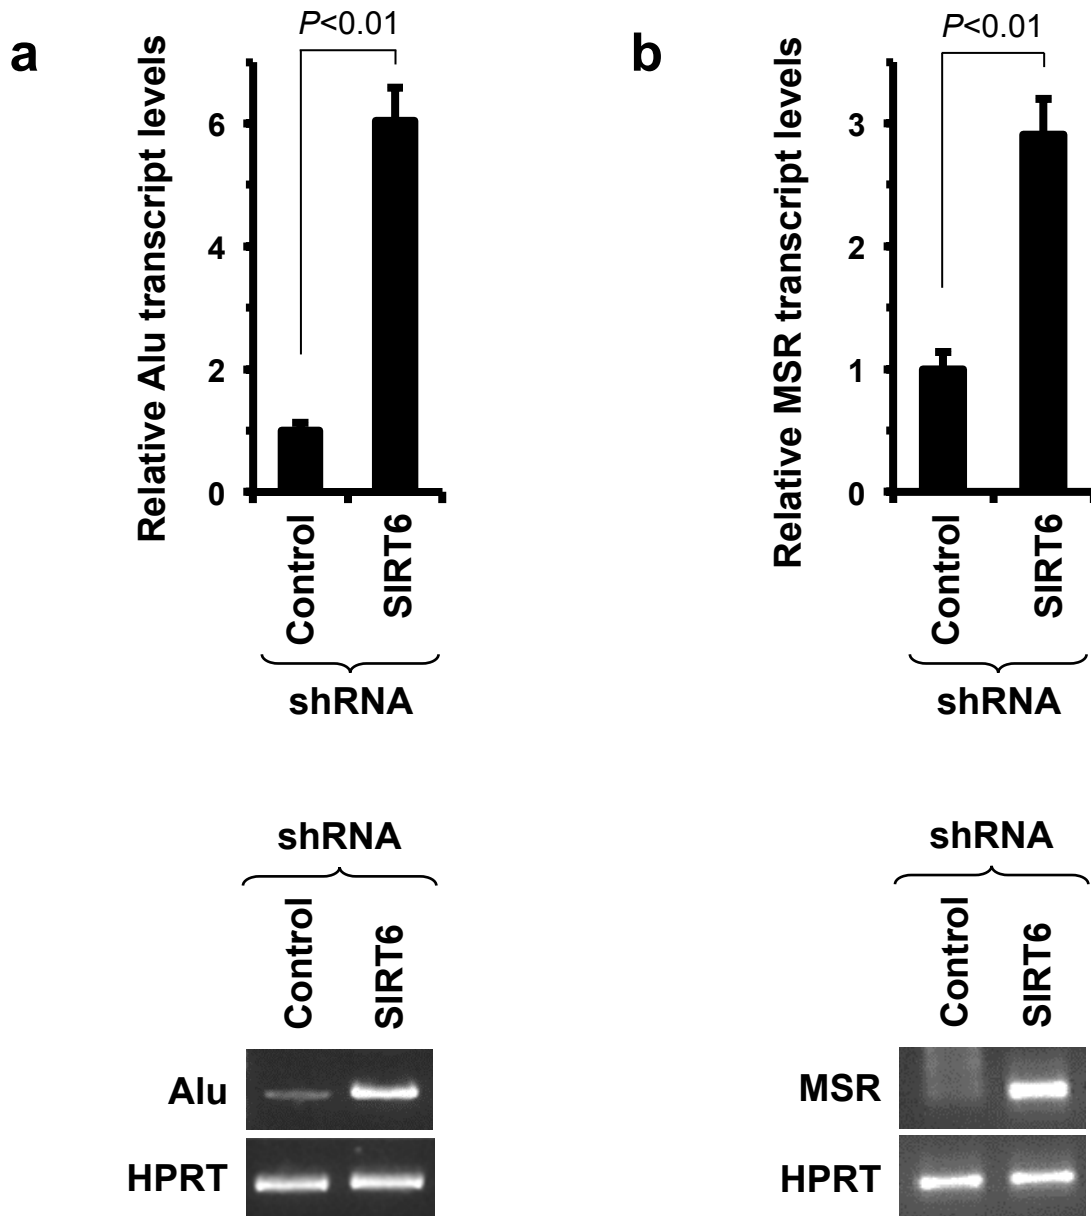 a
P<0.01
Relative Alu transcript levels
6
4
2
0
Control
SIRT6
shRNA
shRNA
Control
SIRT6
Alu
HPRT
b
P<0.01
Relative MSR transcript levels
3
2
1
0
Control
SIRT6
shRNA
shRNA
Control
SIRT6
MSR
HPRT